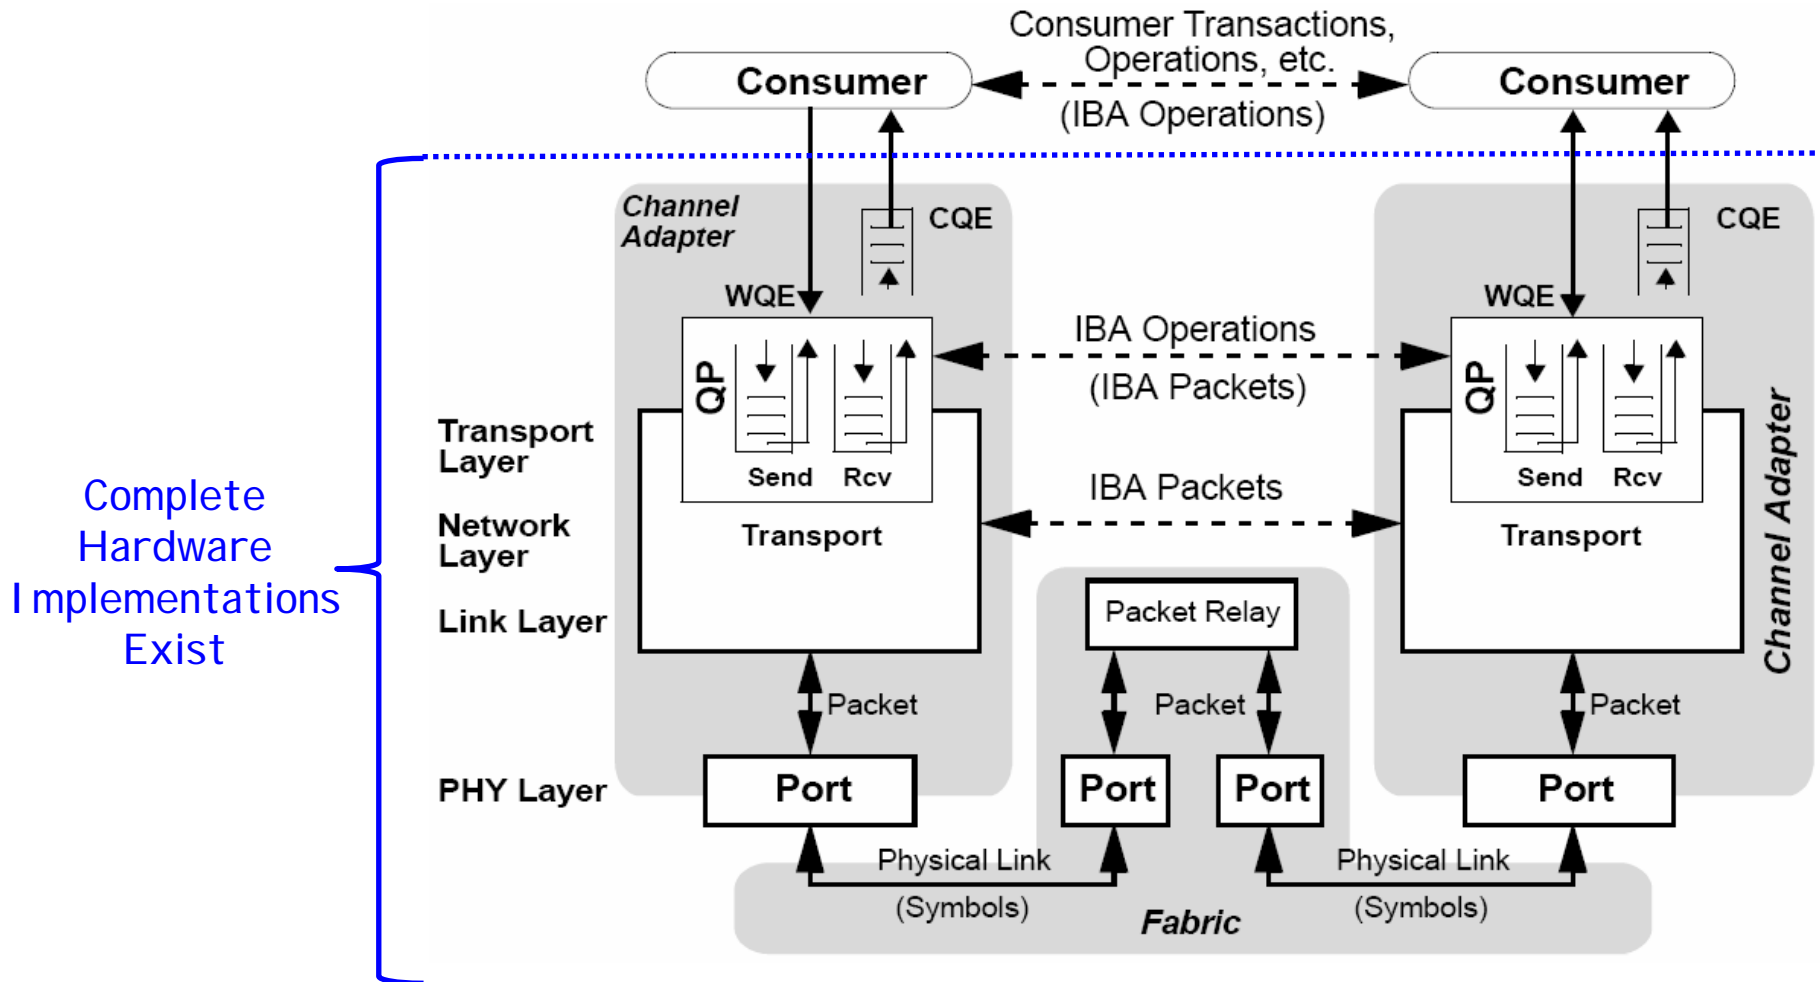 Consumer Transactions,
Operations, etc.
(IBA Operations)
Consumer
Consumer
Channel
Adapter
CQE
CQE
WQE
WQE
IBA Operations
(IBA Packets)
QP
QP
Send
Rcv
Send
Rcv
Transport
Layer
IBA Packets
Network
Layer
Transport
Transport
Channel Adapter
Complete
Hardware
Implementations
Exist
Link Layer
Packet Relay
Packet
Packet
Packet
PHY Layer
Port
Port
Port
Port
Physical Link
(Symbols)
Physical Link
(Symbols)
Fabric